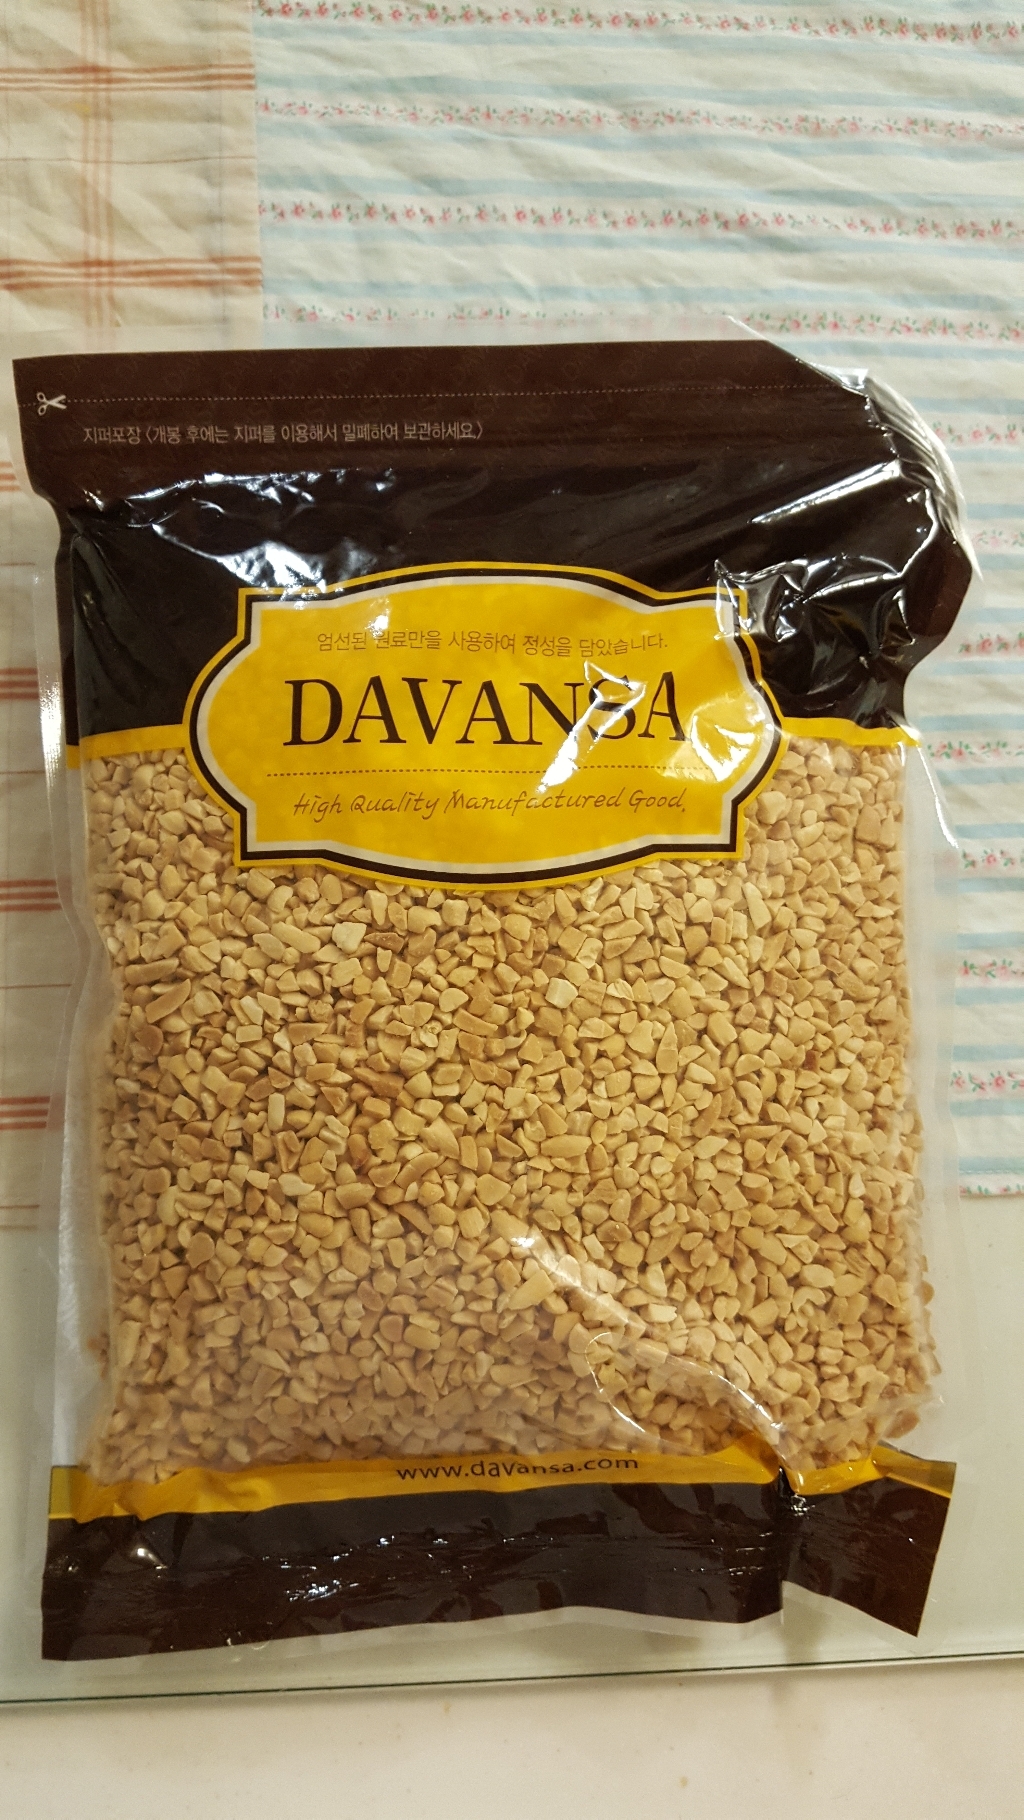 지퍼포장 〈개봉 후에는 지퍼를 이용해서 밀폐하여 보관하세요〉
엄선된 원료만을 사용하여 정성을 담았습니다.
DAVANSA
High Quality Manufactured Good.
www.davansa.com